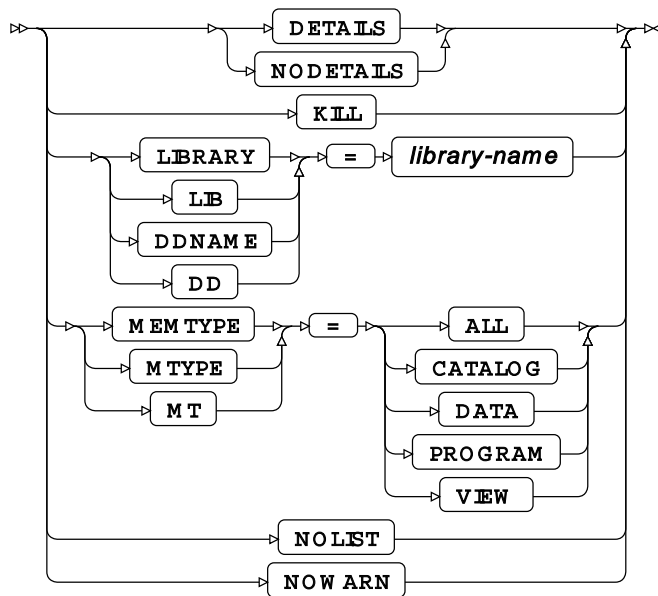 DETAILS
NODETAILS
KILL
LIBRARY = library-name
LIB
DDNAME
DD
MEMTYPE = ALL
MTYPE CATALOG
MT DATA
PROGRAM
VIEW
NOLIST
NOWARN